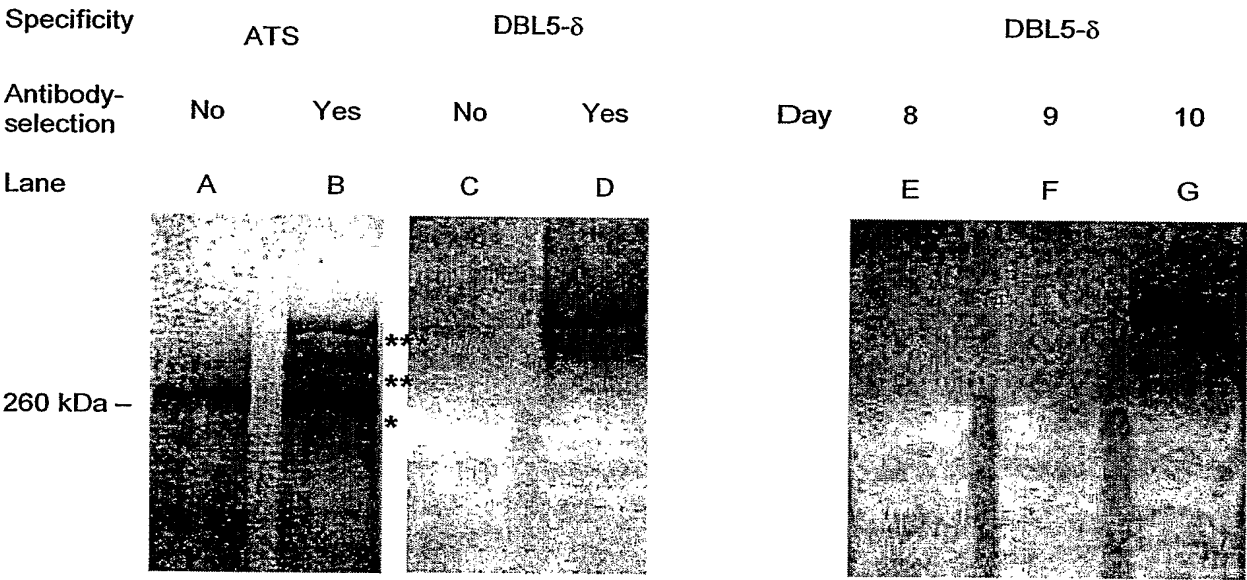 Specificity ATS DBL5-δ DBL5-δ
Antibody-
selection No Yes No Yes Day 8 9 10
Lane A B C D E F G
***
**
260 kDa –
*